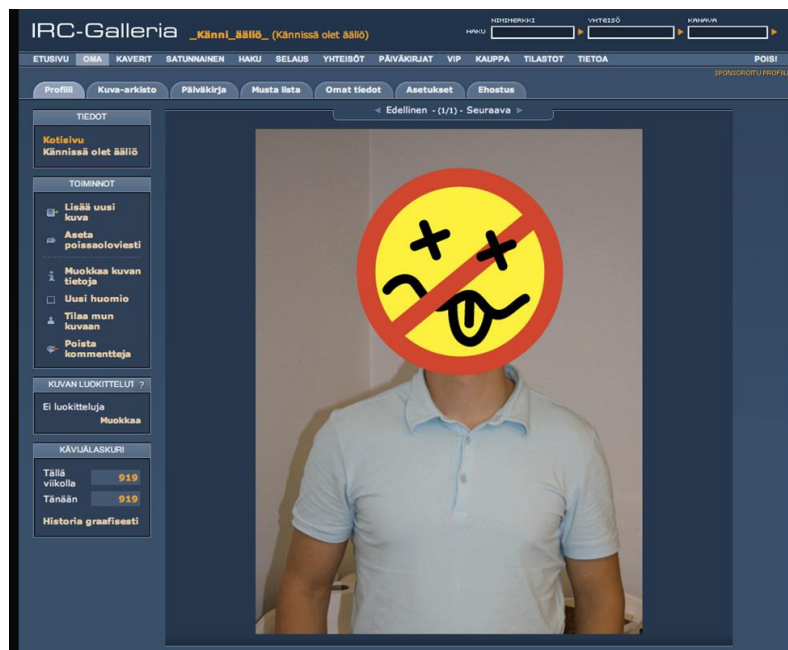 IRC-Galleria _Känni_ääliö_ (Kännissä olet ääliö)
HAKU NIMIMERKKI YHTEISÖ KANAVA
ETUSIVU OMA KAVERIT SATUNNAINEN HAKU SELAUS YHTEISÖT PÄIVÄKIRJAT VIP KAUPPA TILASTOT TIETOA POIS!
SPONSOROITU PROFIILI
Profiili Kuva-arkisto Päiväkirja Musta lista Omat tiedot Asetukset Ehostus
Edellinen - (1/1) - Seuraava
TIEDOT
Kotisivu
Kännissä olet ääliö
TOIMINNOT
Lisää uusi
kuva
Aseta
poissaoloviesti
Muokkaa kuvan
tietoja
Uusi huomio
Tilaa mun
kuvaan
Poista
kommentteja
KUVAN LUOKITTELUT ?
Ei luokitteluja
Muokkaa
KÄVIJÄLASKURI
Tällä
viikolla 919
Tänään 919
Historia graafisesti